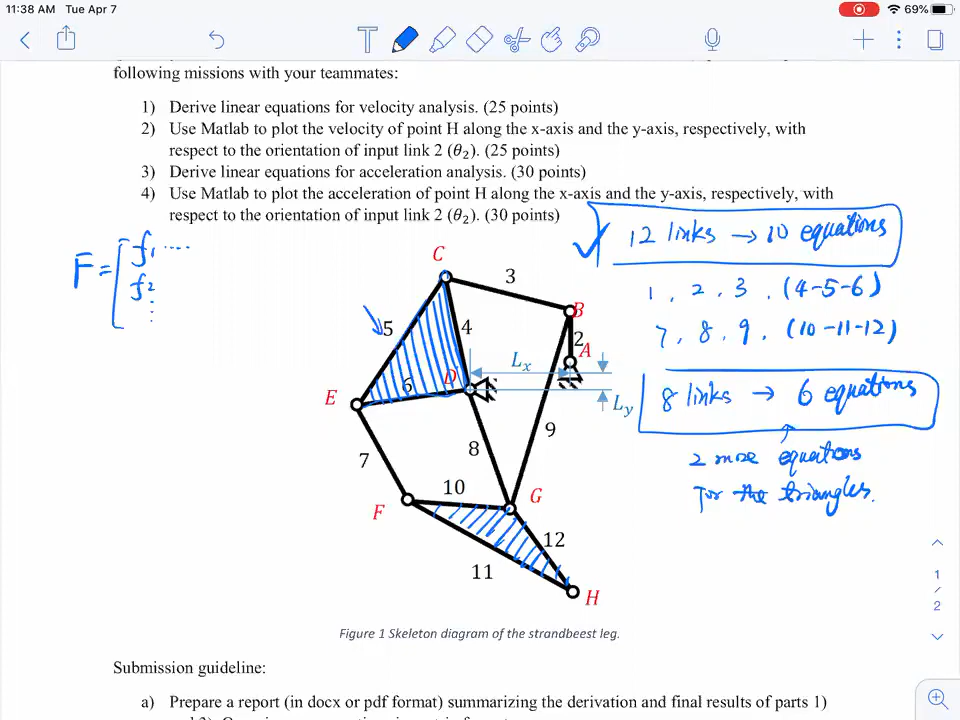 11:38 AM Tue Apr 7
69%
following missions with your teammates:
1) Derive linear equations for velocity analysis. (25 points)
2) Use Matlab to plot the velocity of point H along the x-axis and the y-axis, respectively, with
respect to the orientation of input link 2 (θ₂). (25 points)
3) Derive linear equations for acceleration analysis. (30 points)
4) Use Matlab to plot the acceleration of point H along the x-axis and the y-axis, respectively, with
respect to the orientation of input link 2 (θ₂). (30 points)
F = [ f₁ ....
f₂
⋮
12 links → 10 equations
1, 2, 3, (4-5-6)
7, 8, 9, (10-11-12)
8 links → 6 equations
2 more equations
for the triangles.
C
3
B
5
4
2
A
Lx
D
6
E
Ly
9
8
7
10
G
F
12
11
H
Figure 1 Skeleton diagram of the strandbeest leg.
1
/
2
Submission guideline:
a) Prepare a report (in docx or pdf format) summarizing the derivation and final results of parts 1)